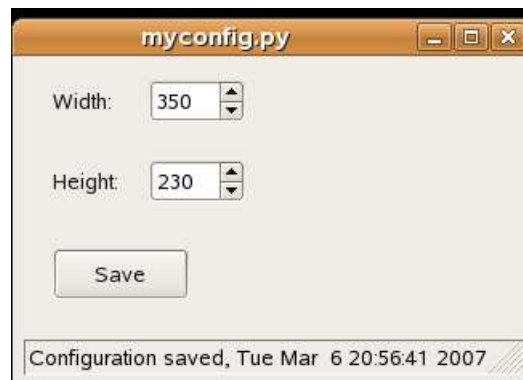 myconfig.py
Width: 350
Height: 230
Save
Configuration saved, Tue Mar  6 20:56:41 2007